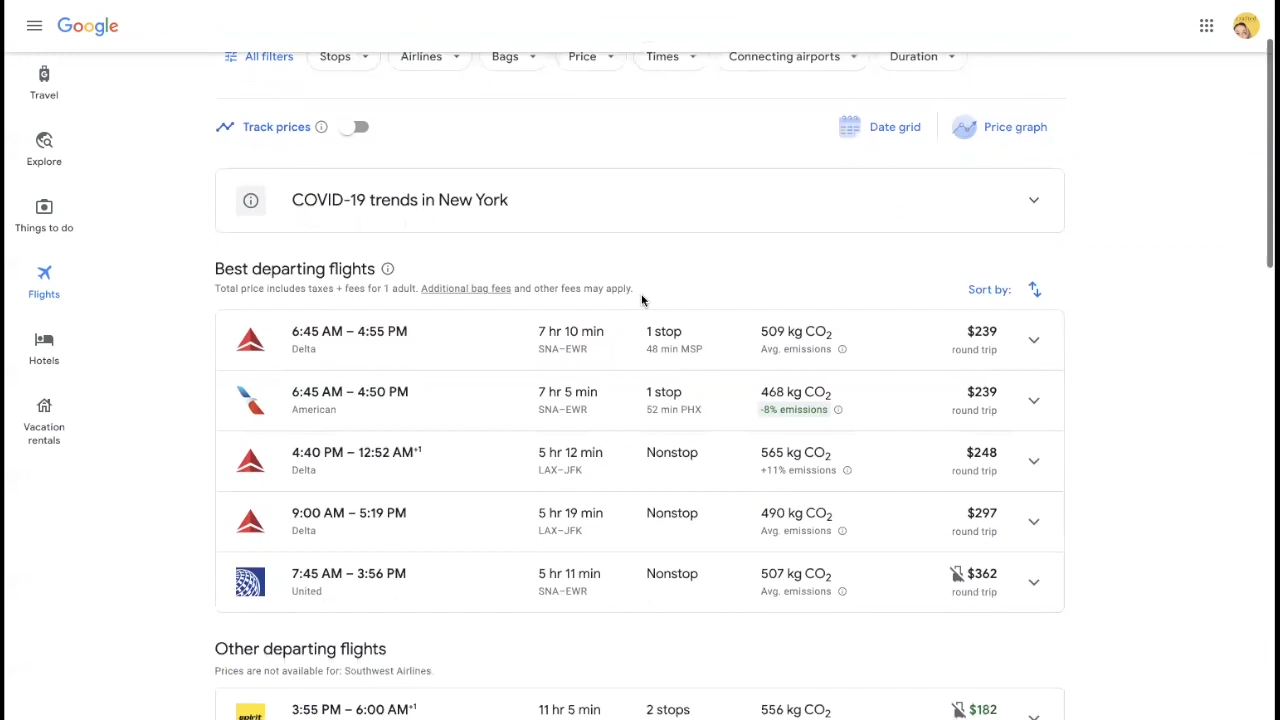 Google
All filters Stops Airlines Bags Price Times Connecting airports Duration
Travel
Explore
Things to do
Flights
Hotels
Vacation
rentals
Track prices
Date grid
Price graph
COVID-19 trends in New York
Best departing flights
Total price includes taxes + fees for 1 adult. Additional bag fees and other fees may apply.
Sort by:
6:45 AM – 4:55 PM 7 hr 10 min 1 stop 509 kg CO2 $239
Delta SNA–EWR 48 min MSP Avg. emissions round trip
6:45 AM – 4:50 PM 7 hr 5 min 1 stop 468 kg CO2 $239
American SNA–EWR 52 min PHX -8% emissions round trip
4:40 PM – 12:52 AM+1 5 hr 12 min Nonstop 565 kg CO2 $248
Delta LAX–JFK +11% emissions round trip
9:00 AM – 5:19 PM 5 hr 19 min Nonstop 490 kg CO2 $297
Delta LAX–JFK Avg. emissions round trip
7:45 AM – 3:56 PM 5 hr 11 min Nonstop 507 kg CO2 $362
United SNA–EWR Avg. emissions round trip
Other departing flights
Prices are not available for: Southwest Airlines.
spirit 3:55 PM – 6:00 AM+1 11 hr 5 min 2 stops 556 kg CO2 $182